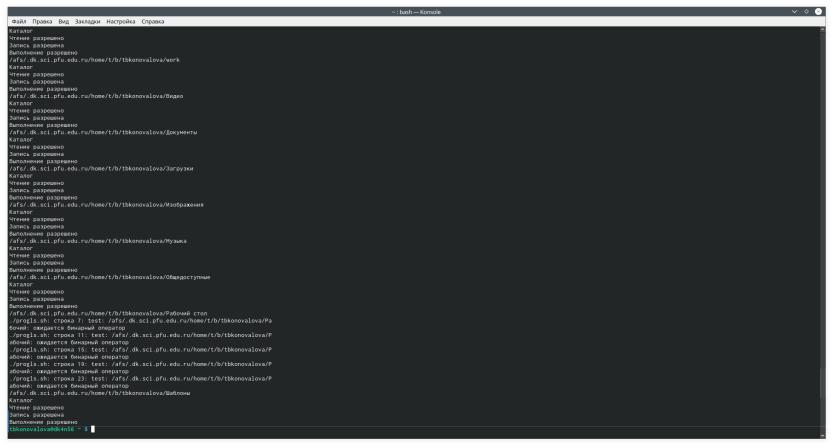 ~ : bash — Konsole
Файл Правка Вид Закладки Настройка Справка
Каталог
Чтение разрешено
Запись разрешена
Выполнение разрешено
/afs/.dk.sci.pfu.edu.ru/home/t/b/tbkonovalova/work
Каталог
Чтение разрешено
Запись разрешена
Выполнение разрешено
/afs/.dk.sci.pfu.edu.ru/home/t/b/tbkonovalova/Видео
Каталог
Чтение разрешено
Запись разрешена
Выполнение разрешено
/afs/.dk.sci.pfu.edu.ru/home/t/b/tbkonovalova/Документы
Каталог
Чтение разрешено
Запись разрешена
Выполнение разрешено
/afs/.dk.sci.pfu.edu.ru/home/t/b/tbkonovalova/Загрузки
Каталог
Чтение разрешено
Запись разрешена
Выполнение разрешено
/afs/.dk.sci.pfu.edu.ru/home/t/b/tbkonovalova/Изображения
Каталог
Чтение разрешено
Запись разрешена
Выполнение разрешено
/afs/.dk.sci.pfu.edu.ru/home/t/b/tbkonovalova/Музыка
Каталог
Чтение разрешено
Запись разрешена
Выполнение разрешено
/afs/.dk.sci.pfu.edu.ru/home/t/b/tbkonovalova/Общедоступные
Каталог
Чтение разрешено
Запись разрешена
Выполнение разрешено
/afs/.dk.sci.pfu.edu.ru/home/t/b/tbkonovalova/Рабочий стол
./progls.sh: строка 7: test: /afs/.dk.sci.pfu.edu.ru/home/t/b/tbkonovalova/Ра
бочий: ожидается бинарный оператор
./progls.sh: строка 11: test: /afs/.dk.sci.pfu.edu.ru/home/t/b/tbkonovalova/Р
абочий: ожидается бинарный оператор
./progls.sh: строка 15: test: /afs/.dk.sci.pfu.edu.ru/home/t/b/tbkonovalova/Р
абочий: ожидается бинарный оператор
./progls.sh: строка 19: test: /afs/.dk.sci.pfu.edu.ru/home/t/b/tbkonovalova/Р
абочий: ожидается бинарный оператор
./progls.sh: строка 23: test: /afs/.dk.sci.pfu.edu.ru/home/t/b/tbkonovalova/Р
абочий: ожидается бинарный оператор
/afs/.dk.sci.pfu.edu.ru/home/t/b/tbkonovalova/Шаблоны
Каталог
Чтение разрешено
Запись разрешена
Выполнение разрешено
tbkonovalova@dk4n56 ~ $